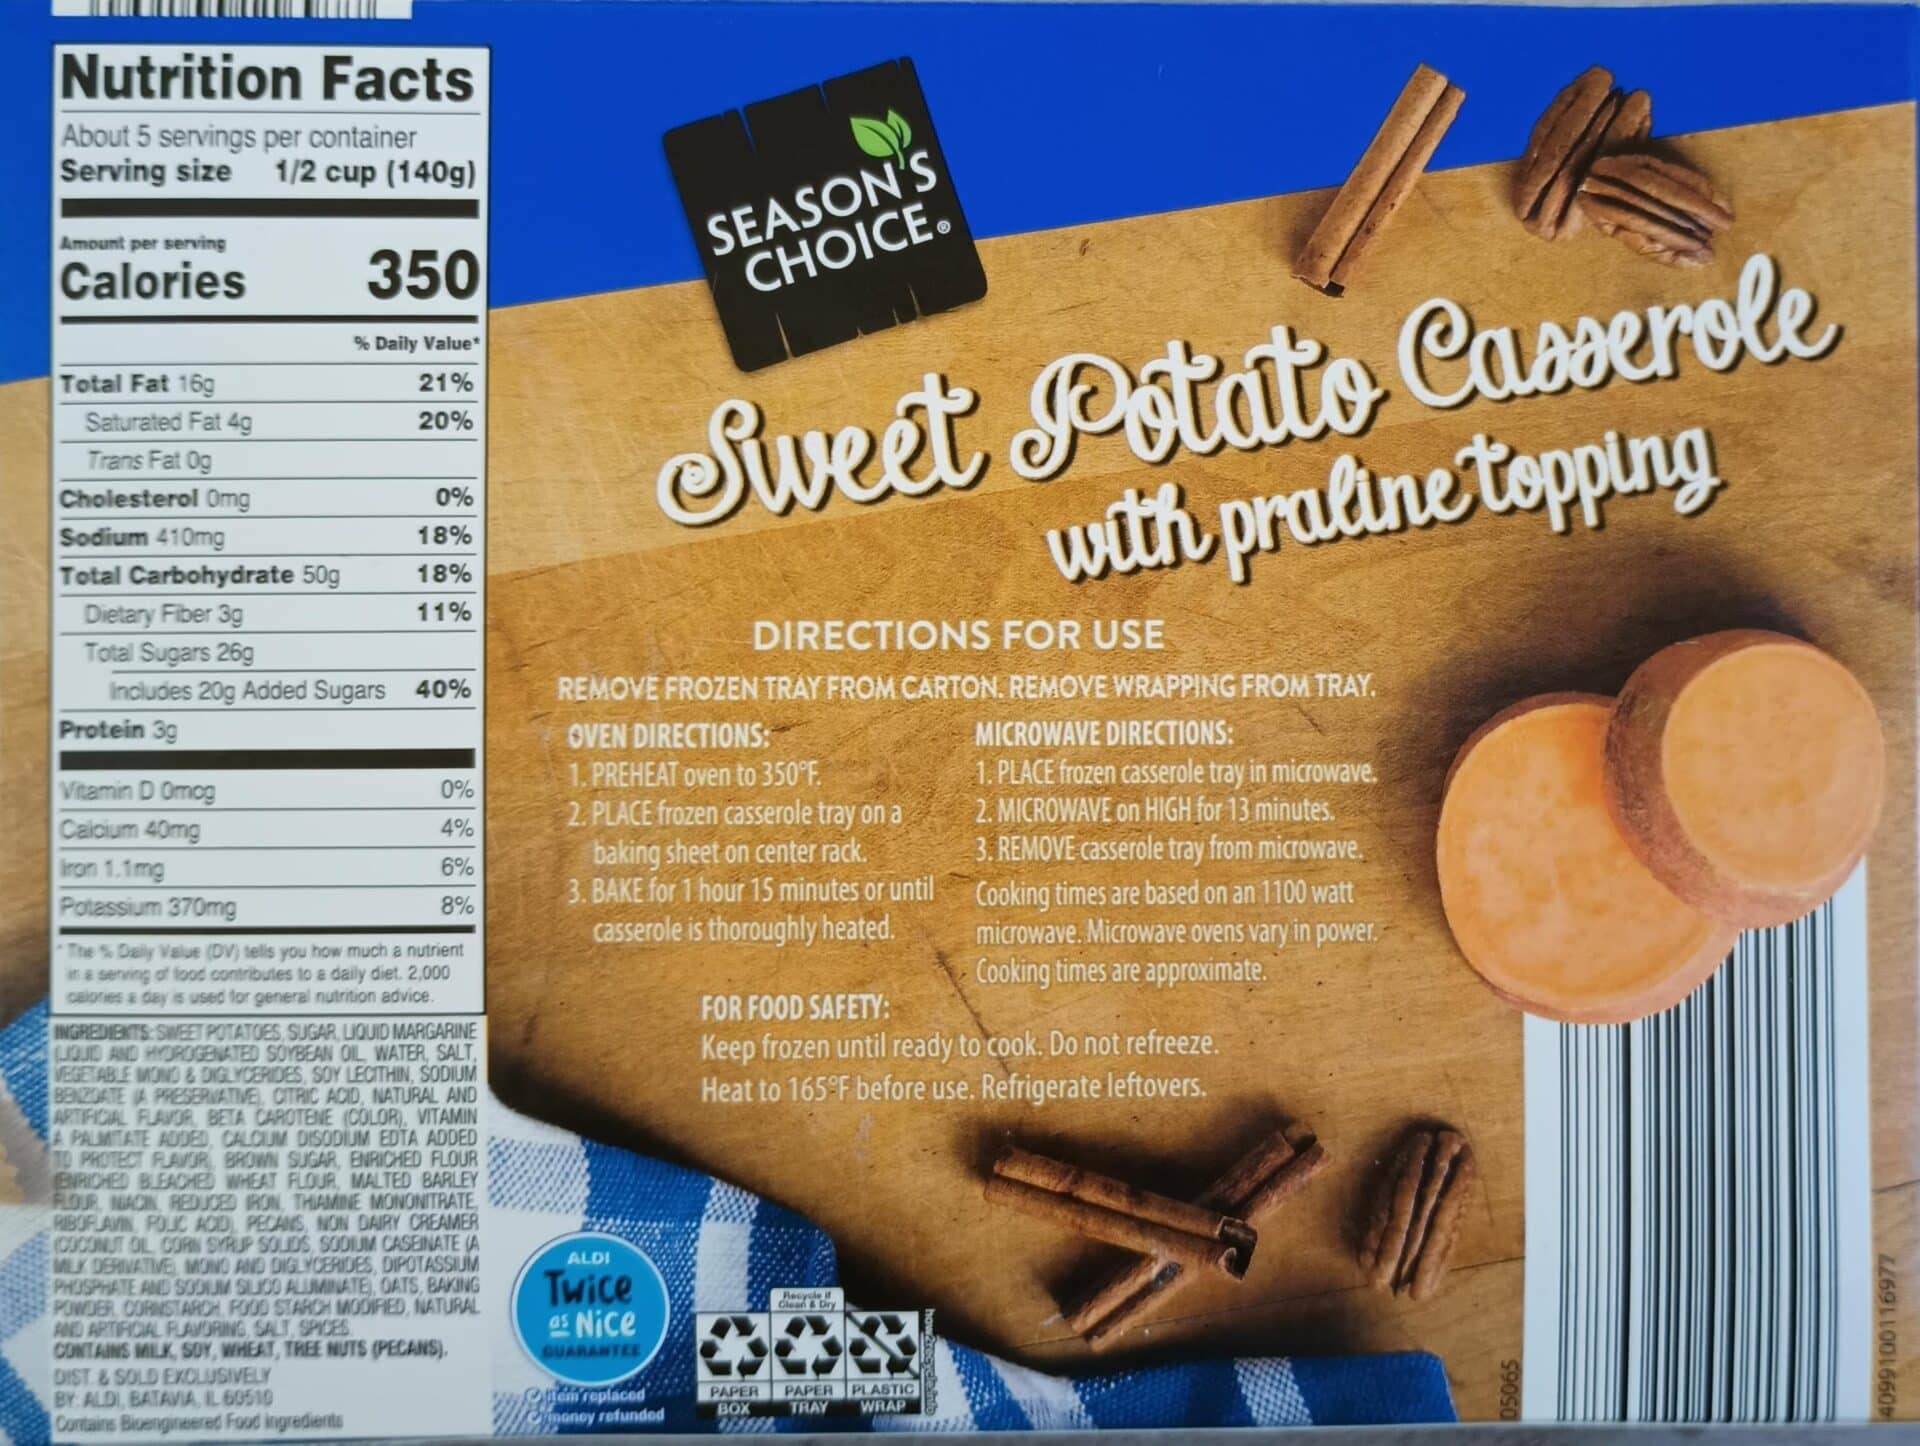 Nutrition Facts
About 5 servings per container
Serving size 1/2 cup (140g)
Amount per serving
Calories 350
% Daily Value*
Total Fat 16g 21%
Saturated Fat 4g 20%
Trans Fat 0g
Cholesterol 0mg 0%
Sodium 410mg 18%
Total Carbohydrate 50g 18%
Dietary Fiber 3g 11%
Total Sugars 26g
Includes 20g Added Sugars 40%
Protein 3g
Vitamin D 0mcg 0%
Calcium 40mg 4%
Iron 1.1mg 6%
Potassium 370mg 8%
* The % Daily Value (DV) tells you how much a nutrient
in a serving of food contributes to a daily diet. 2,000
calories a day is used for general nutrition advice.
INGREDIENTS: SWEET POTATOES, SUGAR, LIQUID MARGARINE
(LIQUID AND HYDROGENATED SOYBEAN OIL, WATER, SALT,
VEGETABLE MONO & DIGLYCERIDES, SOY LECITHIN, SODIUM
BENZOATE (A PRESERVATIVE), CITRIC ACID, NATURAL AND
ARTIFICIAL FLAVOR, BETA CAROTENE (COLOR), VITAMIN
A PALMITATE ADDED, CALCIUM DISODIUM EDTA ADDED
TO PROTECT FLAVOR), BROWN SUGAR, ENRICHED FLOUR
(ENRICHED BLEACHED WHEAT FLOUR, MALTED BARLEY
FLOUR, NIACIN, REDUCED IRON, THIAMINE MONONITRATE,
RIBOFLAVIN, FOLIC ACID), PECANS, NON DAIRY CREAMER
(COCONUT OIL, CORN SYRUP SOLIDS, SODIUM CASEINATE (A
MILK DERIVATIVE), MONO AND DIGLYCERIDES, DIPOTASSIUM
PHOSPHATE AND SODIUM SILICO ALUMINATE), OATS, BAKING
POWDER, CORNSTARCH, FOOD STARCH MODIFIED, NATURAL
AND ARTIFICIAL FLAVORING, SALT, SPICES.
CONTAINS MILK, SOY, WHEAT, TREE NUTS (PECANS).
DIST. & SOLD EXCLUSIVELY
BY: ALDI, BATAVIA, IL 60510
Contains Bioengineered Food Ingredients
SEASON'S
CHOICE®
Sweet Potato Casserole
with praline topping
DIRECTIONS FOR USE
REMOVE FROZEN TRAY FROM CARTON. REMOVE WRAPPING FROM TRAY.
OVEN DIRECTIONS:
1. PREHEAT oven to 350°F.
2. PLACE frozen casserole tray on a
baking sheet on center rack.
3. BAKE for 1 hour 15 minutes or until
casserole is thoroughly heated.
MICROWAVE DIRECTIONS:
1. PLACE frozen casserole tray in microwave.
2. MICROWAVE on HIGH for 13 minutes.
3. REMOVE casserole tray from microwave.
Cooking times are based on an 1100 watt
microwave. Microwave ovens vary in power.
Cooking times are approximate.
FOR FOOD SAFETY:
Keep frozen until ready to cook. Do not refreeze.
Heat to 165°F before use. Refrigerate leftovers.
ALDI
Twice
as Nice
GUARANTEE
item replaced
money refunded
Recycle if
Clean & Dry
PAPER
BOX
PAPER
TRAY
PLASTIC
WRAP
how2recycle.info
05065
4099100116977